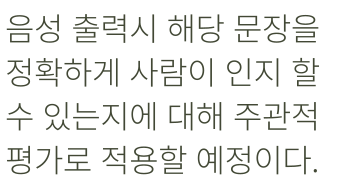 음성 출력시 해당 문장을
정확하게 사람이 인지 할
수 있는지에 대해 주관적
평가로 적용할 예정이다.